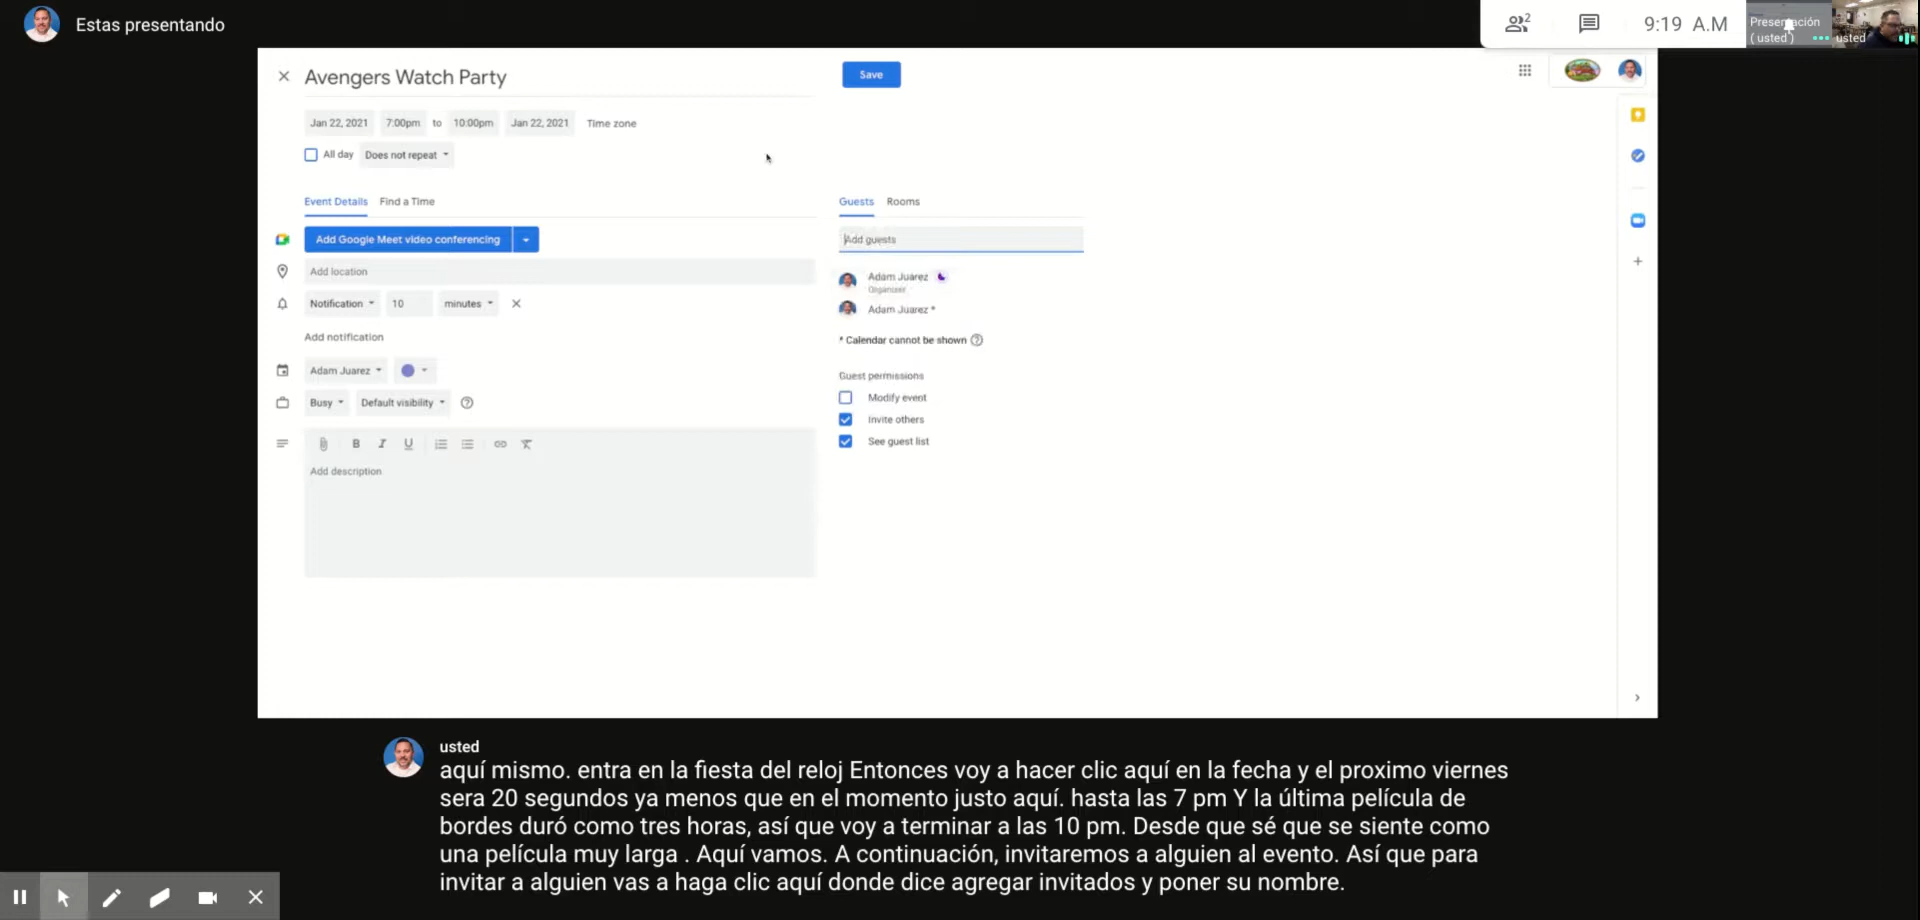 Estas presentando
2
9:19 A.M
Presentación
( usted )
usted
Avengers Watch Party
Save
Jan 22, 2021 7:00pm to 10:00pm Jan 22, 2021 Time zone
All day Does not repeat
Event Details Find a Time
Guests Rooms
Add Google Meet video conferencing
Add guests
Add location
Adam Juarez
Organizer
Notification 10 minutes
Adam Juarez *
Add notification
* Calendar cannot be shown
Adam Juarez
Guest permissions
Busy Default visibility
Modify event
Invite others
B I U
See guest list
Add description
usted
aquí mismo. entra en la fiesta del reloj Entonces voy a hacer clic aquí en la fecha y el proximo viernes
sera 20 segundos ya menos que en el momento justo aquí. hasta las 7 pm Y la última película de
bordes duró como tres horas, así que voy a terminar a las 10 pm. Desde que sé que se siente como
una película muy larga . Aquí vamos. A continuación, invitaremos a alguien al evento. Así que para
invitar a alguien vas a haga clic aquí donde dice agregar invitados y poner su nombre.